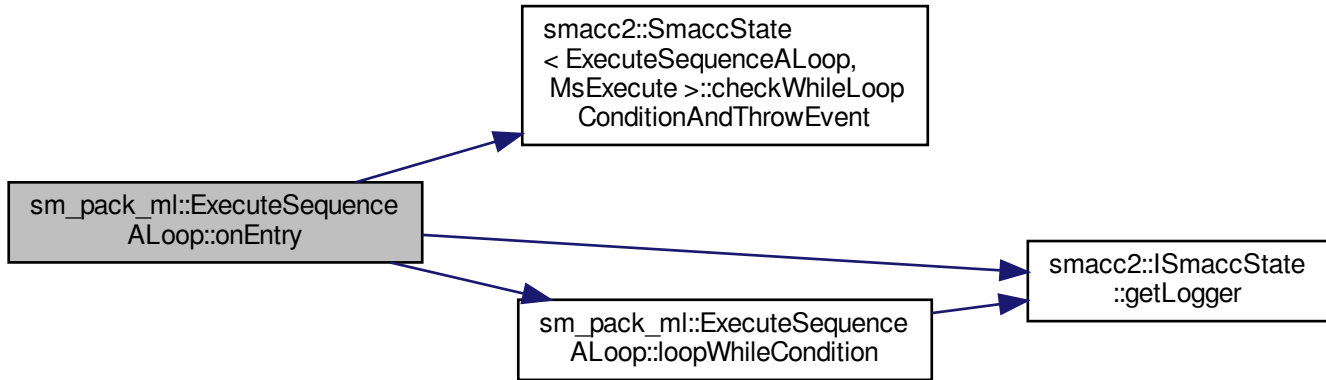 smacc2::SmaccState
< ExecuteSequenceALoop,
MsExecute >::checkWhileLoop
ConditionAndThrowEvent
sm_pack_ml::ExecuteSequence
ALoop::onEntry
smacc2::ISmaccState
::getLogger
sm_pack_ml::ExecuteSequence
ALoop::loopWhileCondition